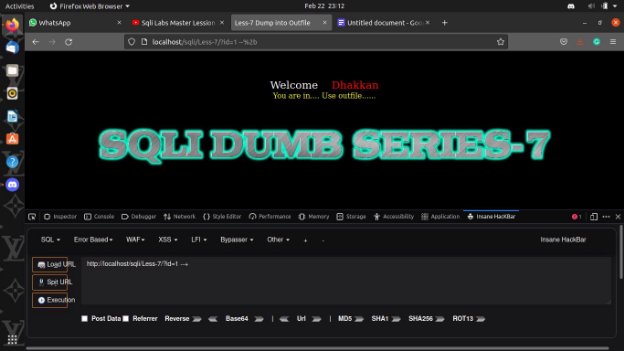 Activities Firefox Web Browser Feb 22 23:12
WhatsApp Sqli Labs Master Lession Less-7 Dump into Outfile Untitled document - Goo
localhost/sqli/Less-7/?id=1 --%2b
Welcome Dhakkan
You are in.... Use outfile......
SQLI DUMB SERIES-7
Inspector Console Debugger Network Style Editor Performance Memory Storage Accessibility Application Insane HackBar 1
SQL Error Based WAF XSS LFI Bypasser Other + - Insane HackBar
Load URL http://localhost/sqli/Less-7/?id=1 --+
Split URL
Execution
Post Data Referrer Reverse Base64 | Url | MD5 SHA1 SHA256 ROT13